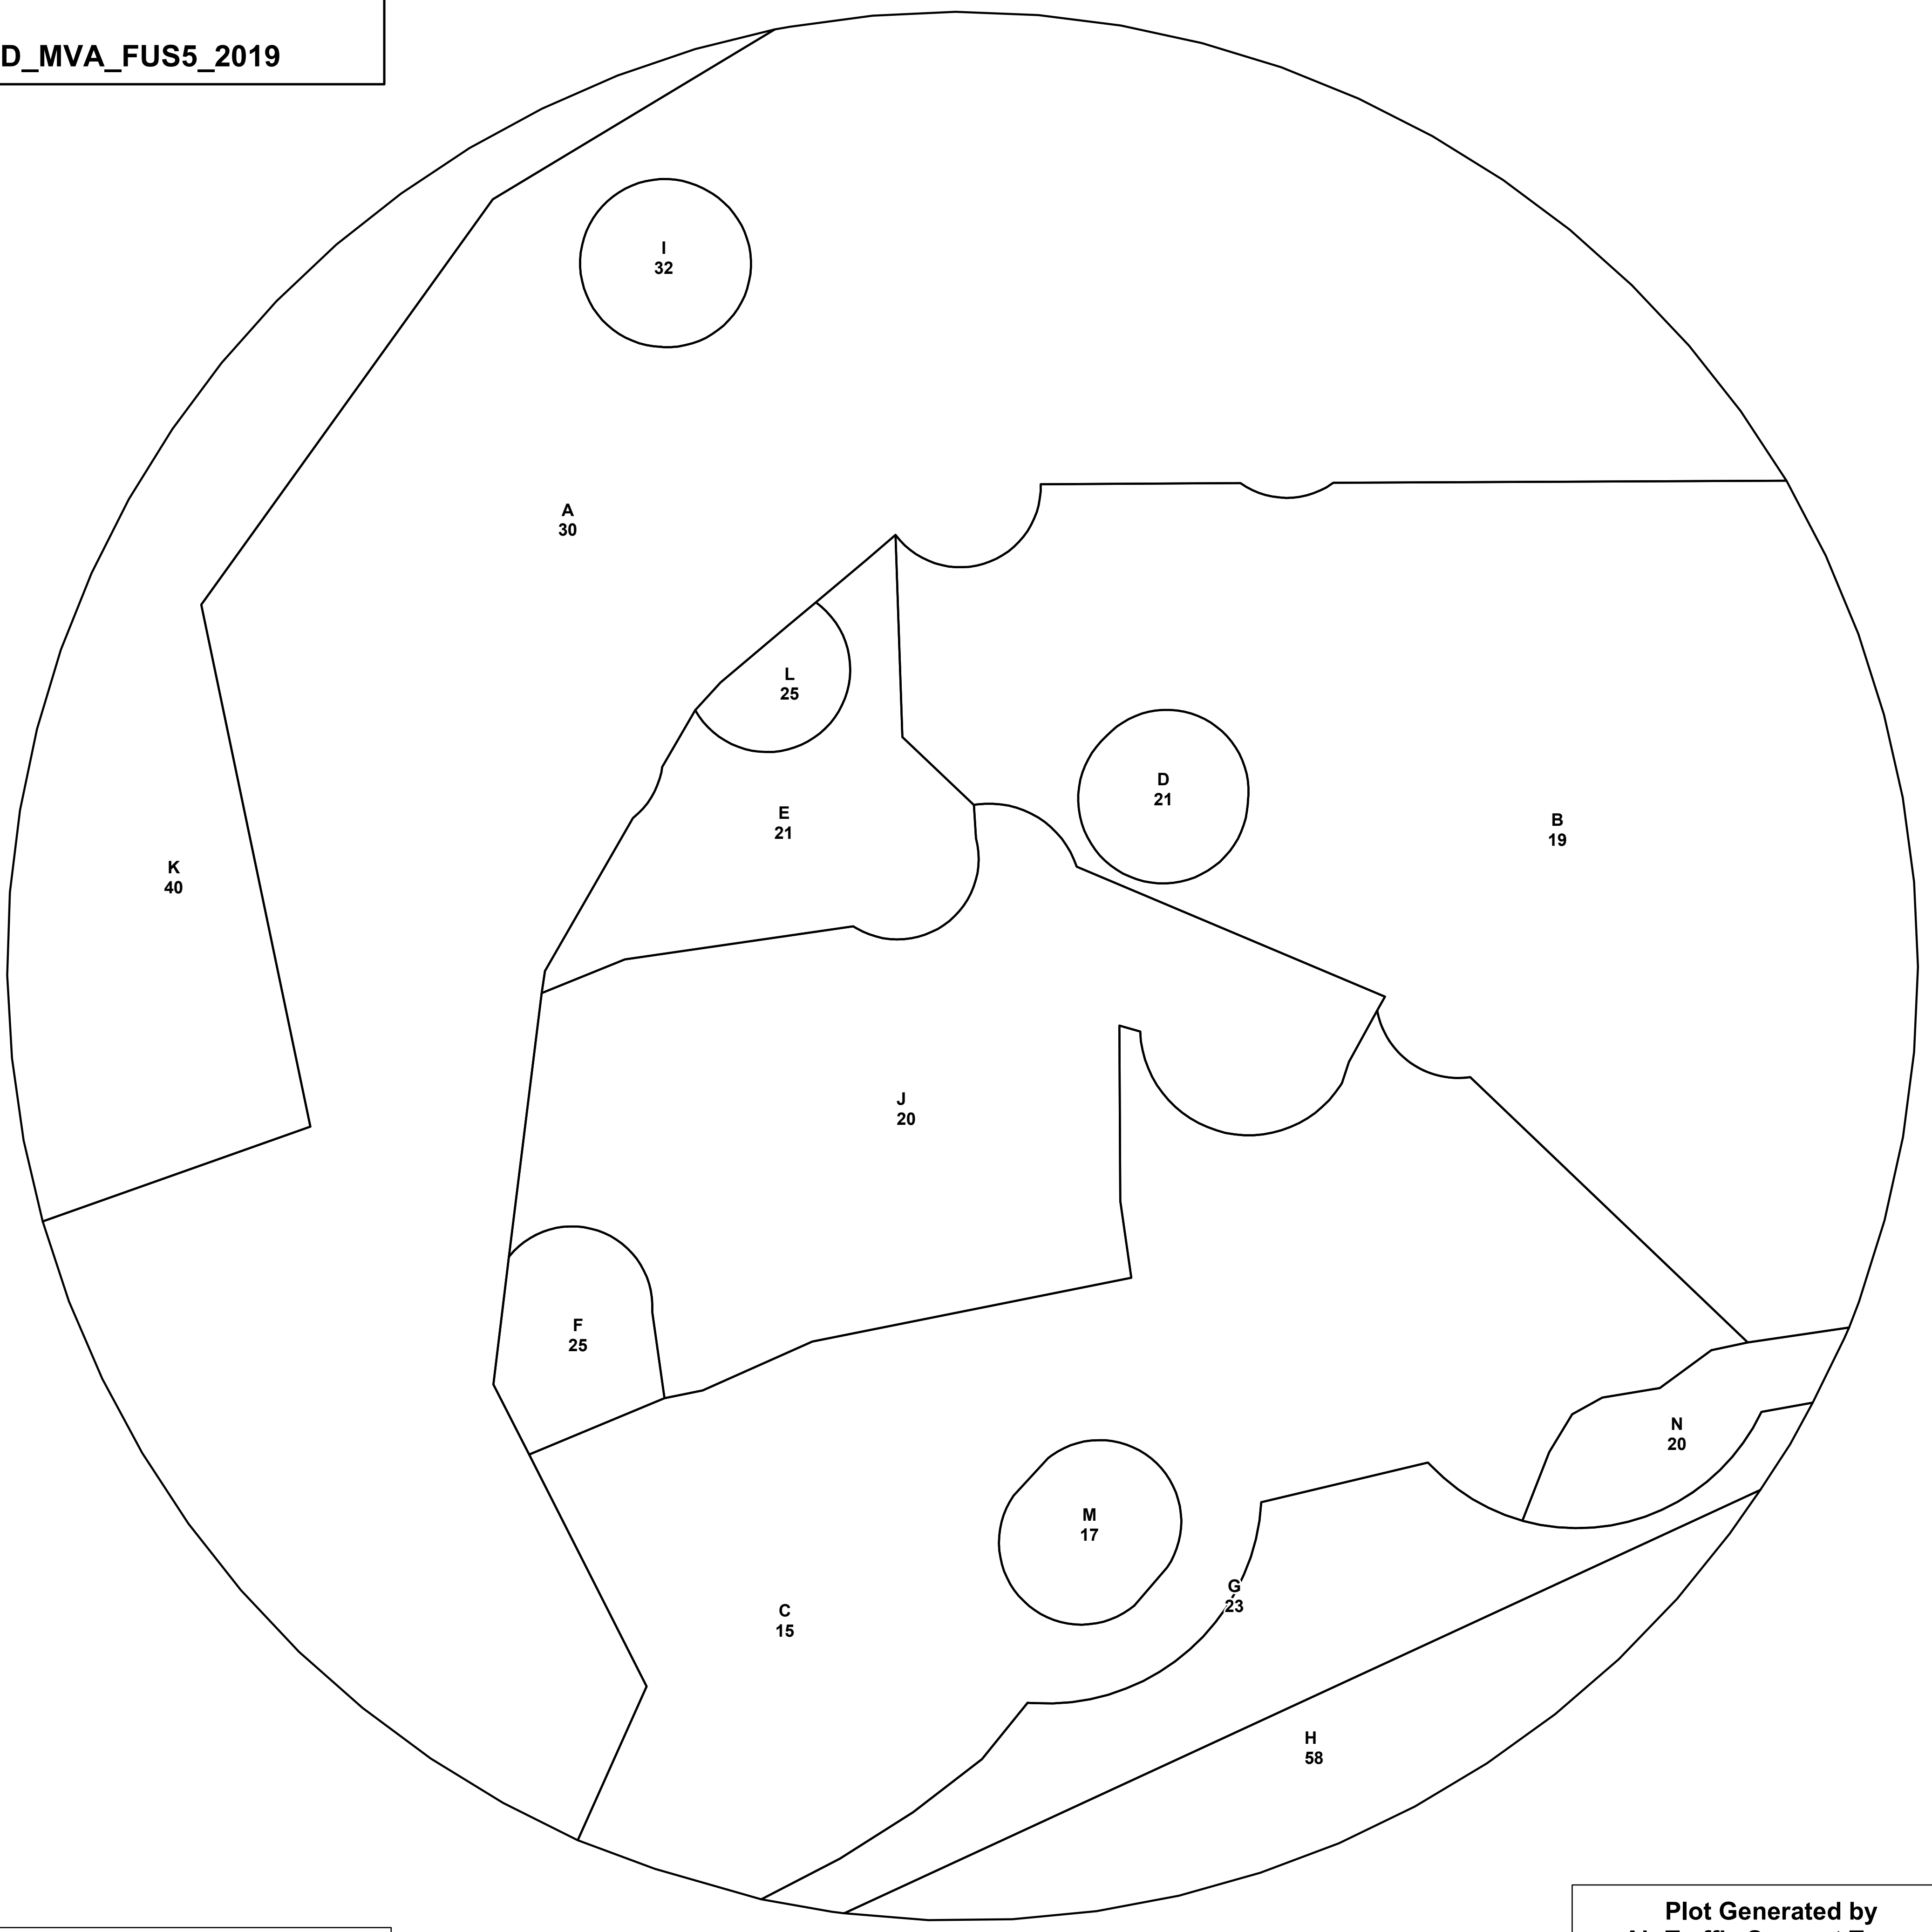 D_MVA_FUS5_2019
I
32
A
30
L
25
D
21
E
21
B
19
K
40
J
20
F
25
N
20
M
17
G
23
C
15
H
58
Plot Generated by